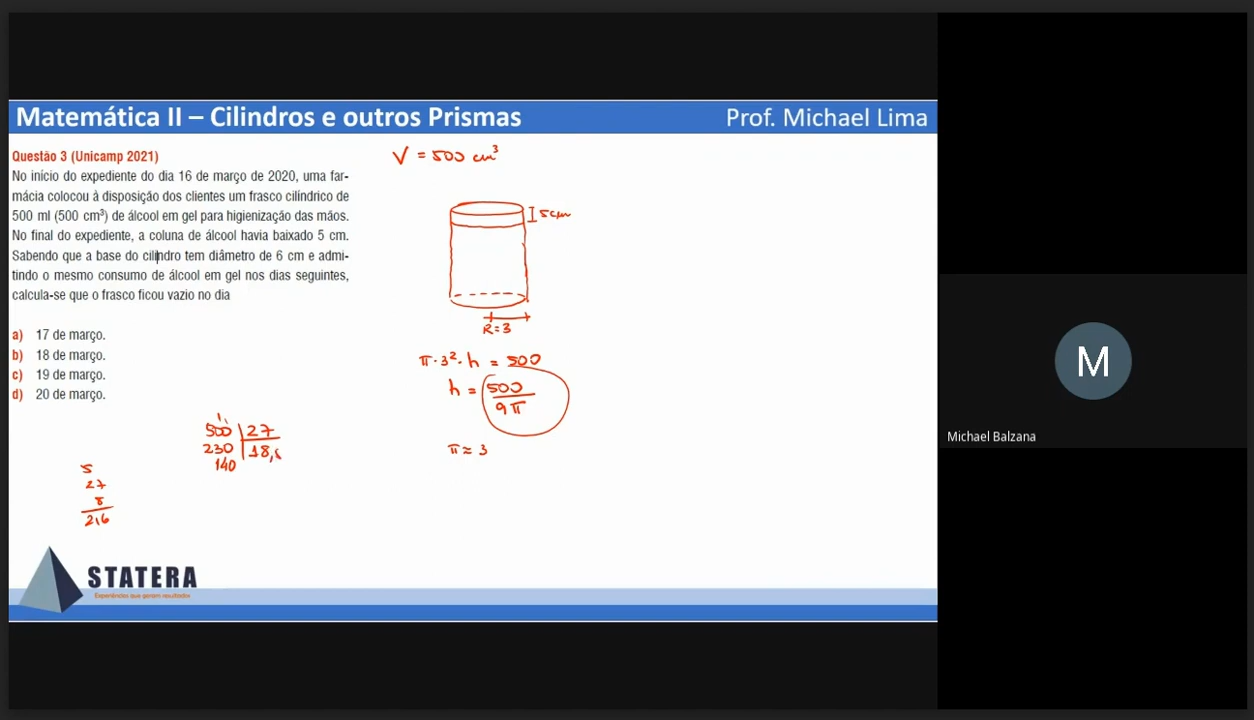 Matemática II – Cilindros e outros Prismas
Prof. Michael Lima
Questão 3 (Unicamp 2021)
No início do expediente do dia 16 de março de 2020, uma far-
mácia colocou à disposição dos clientes um frasco cilíndrico de
500 ml (500 cm³) de álcool em gel para higienização das mãos.
No final do expediente, a coluna de álcool havia baixado 5 cm.
Sabendo que a base do cilindro tem diâmetro de 6 cm e admi-
tindo o mesmo consumo de álcool em gel nos dias seguintes,
calcula-se que o frasco ficou vazio no dia
a) 17 de março.
b) 18 de março.
c) 19 de março.
d) 20 de março.
V = 500 cm³
5cm
R=3
π·3²·h = 500
h = 500
9π
π ≈ 3
500 27
230 18,
140
5
27
8
216
STATERA
Experiências que geram resultados
M
Michael Balzana